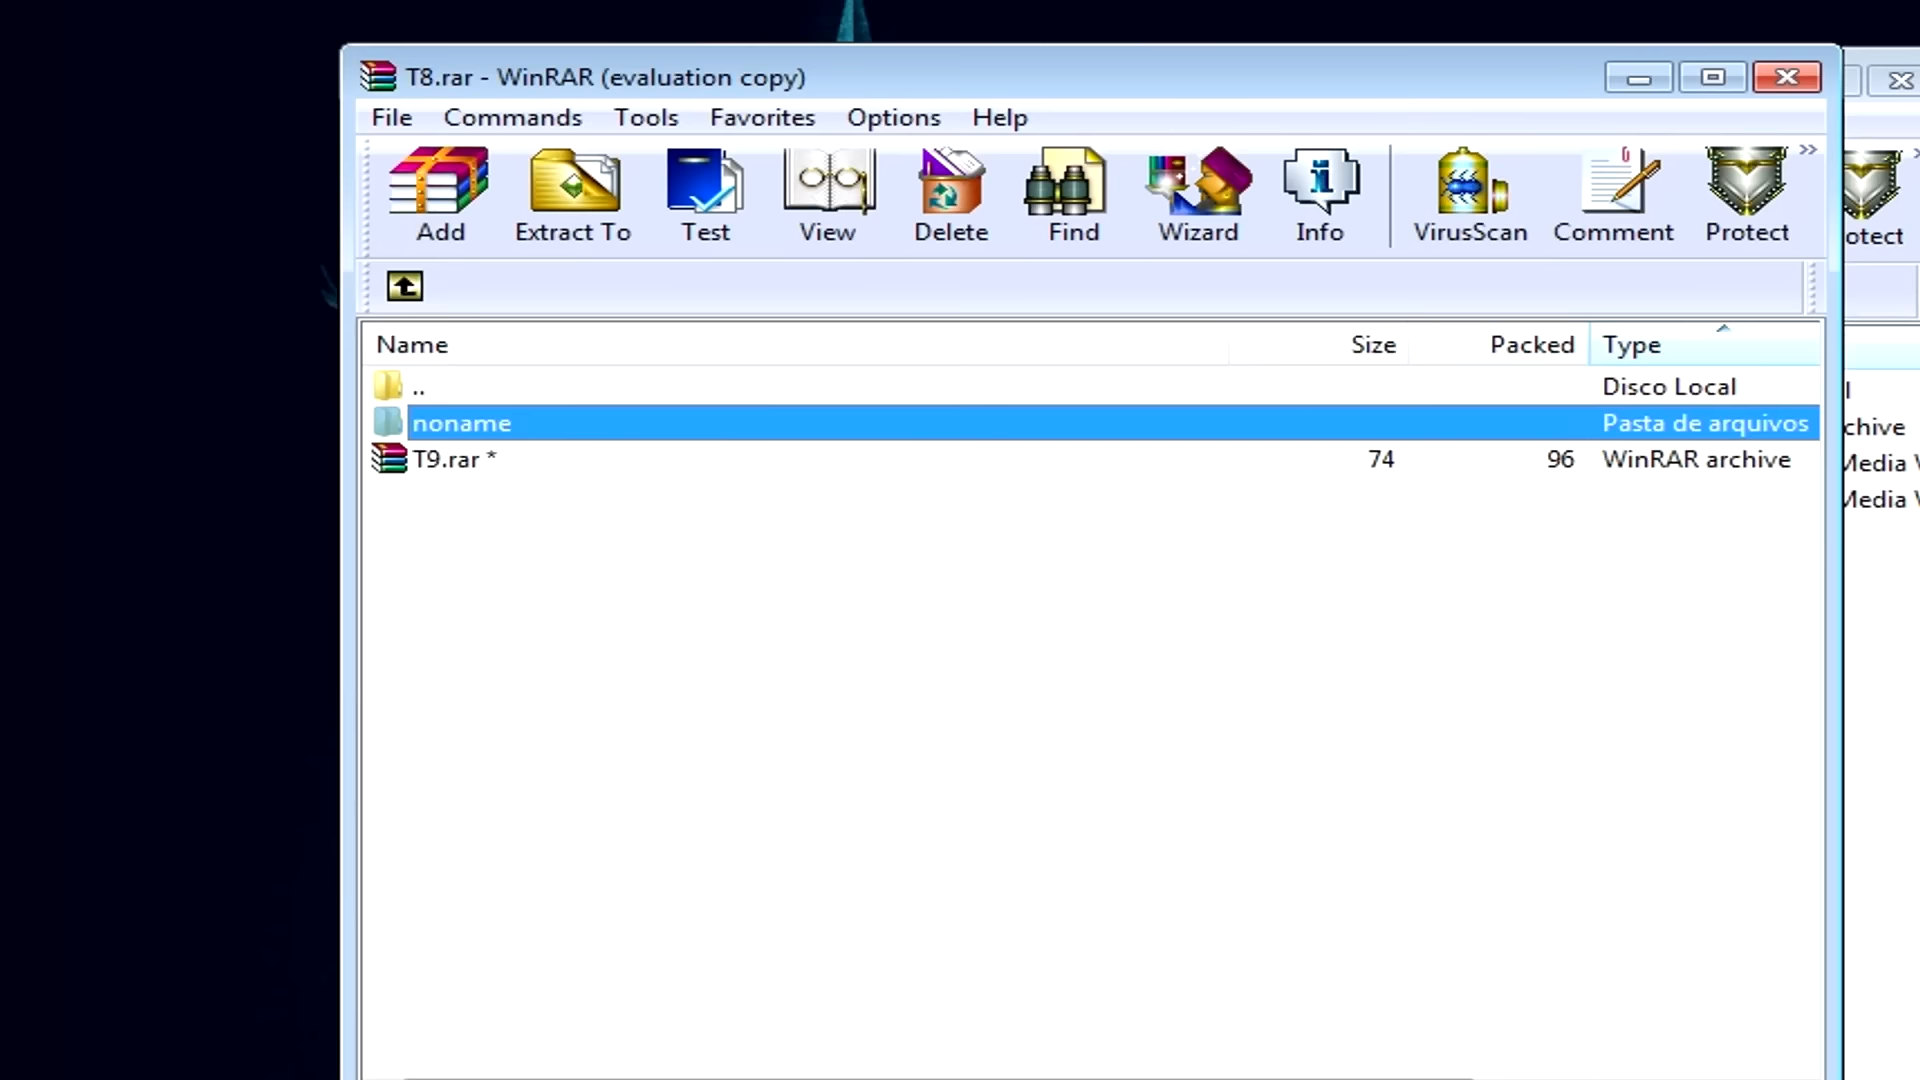 T8.rar - WinRAR (evaluation copy)
File Commands Tools Favorites Options Help
Add Extract To Test View Delete Find Wizard Info VirusScan Comment Protect »
otect
Name Size Packed Type
.. Disco Local
noname Pasta de arquivos
chive
T9.rar * 74 96 WinRAR archive
Media
Media